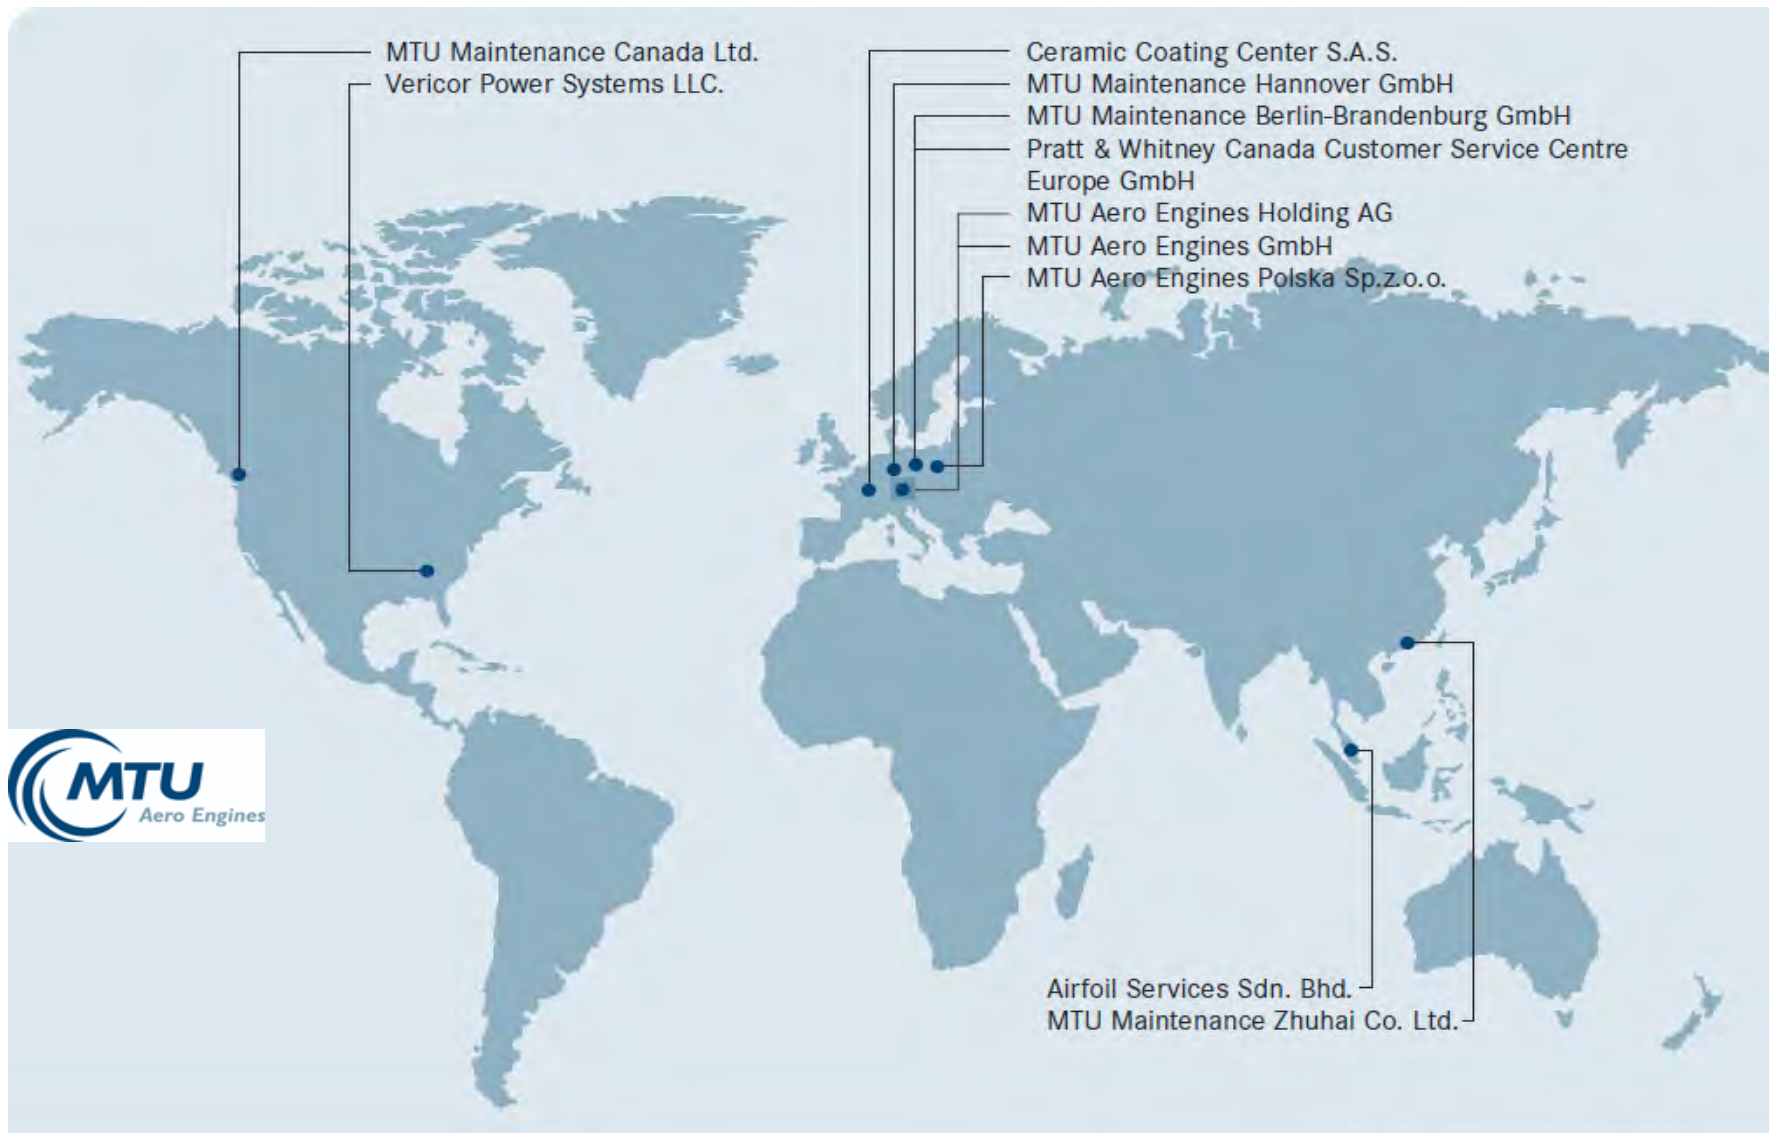 MTU Maintenance Canada Ltd.
Vericor Power Systems LLC.
Ceramic Coating Center S.A.S.
MTU Maintenance Hannover GmbH
MTU Maintenance Berlin-Brandenburg GmbH
Pratt & Whitney Canada Customer Service Centre
Europe GmbH
MTU Aero Engines Holding AG
MTU Aero Engines GmbH
MTU Aero Engines Polska Sp.z.o.o.
MTU
Aero Engines
Airfoil Services Sdn. Bhd.
MTU Maintenance Zhuhai Co. Ltd.